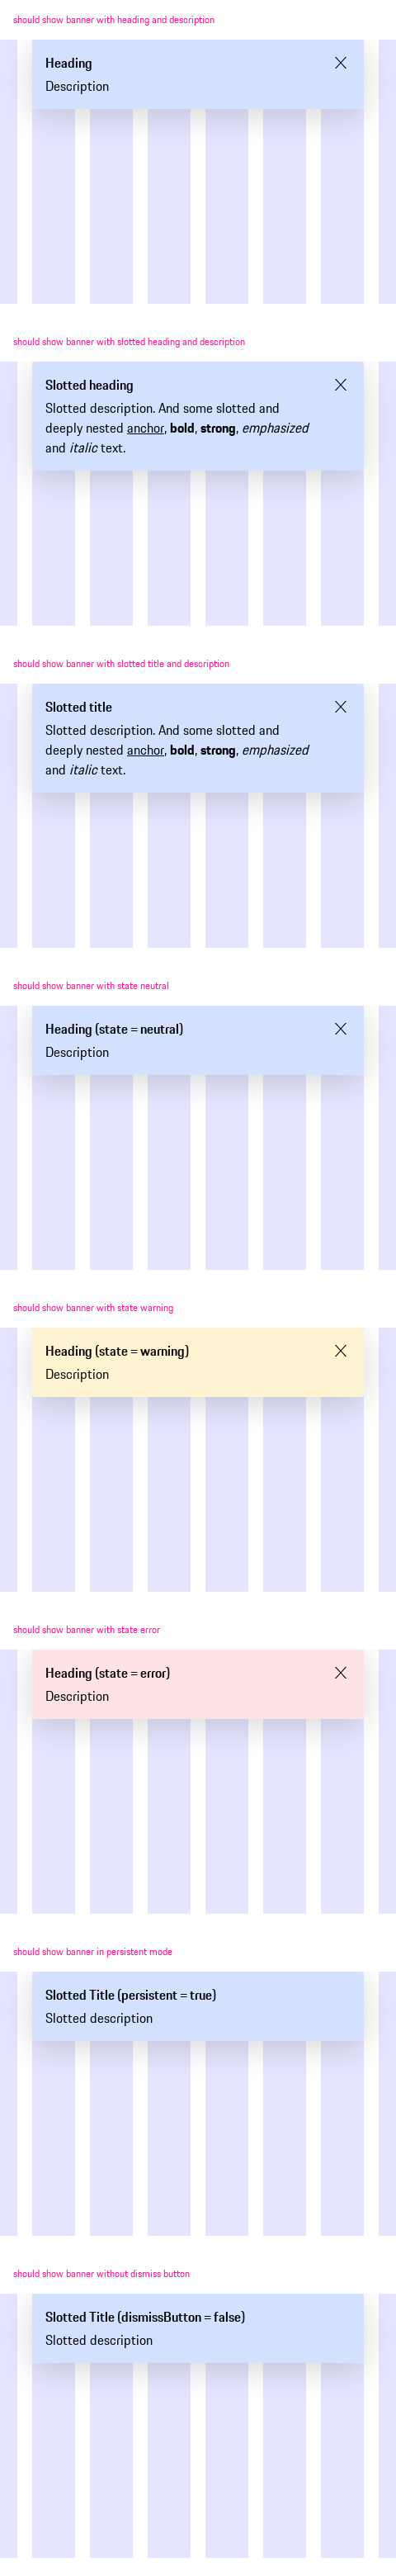 should show banner with heading and description
Heading
Description
should show banner with slotted heading and description
Slotted heading
Slotted description. And some slotted and
deeply nested anchor, bold, strong, emphasized
and italic text.
should show banner with slotted title and description
Slotted title
Slotted description. And some slotted and
deeply nested anchor, bold, strong, emphasized
and italic text.
should show banner with state neutral
Heading (state = neutral)
Description
should show banner with state warning
Heading (state = warning)
Description
should show banner with state error
Heading (state = error)
Description
should show banner in persistent mode
Slotted Title (persistent = true)
Slotted description
should show banner without dismiss button
Slotted Title (dismissButton = false)
Slotted description